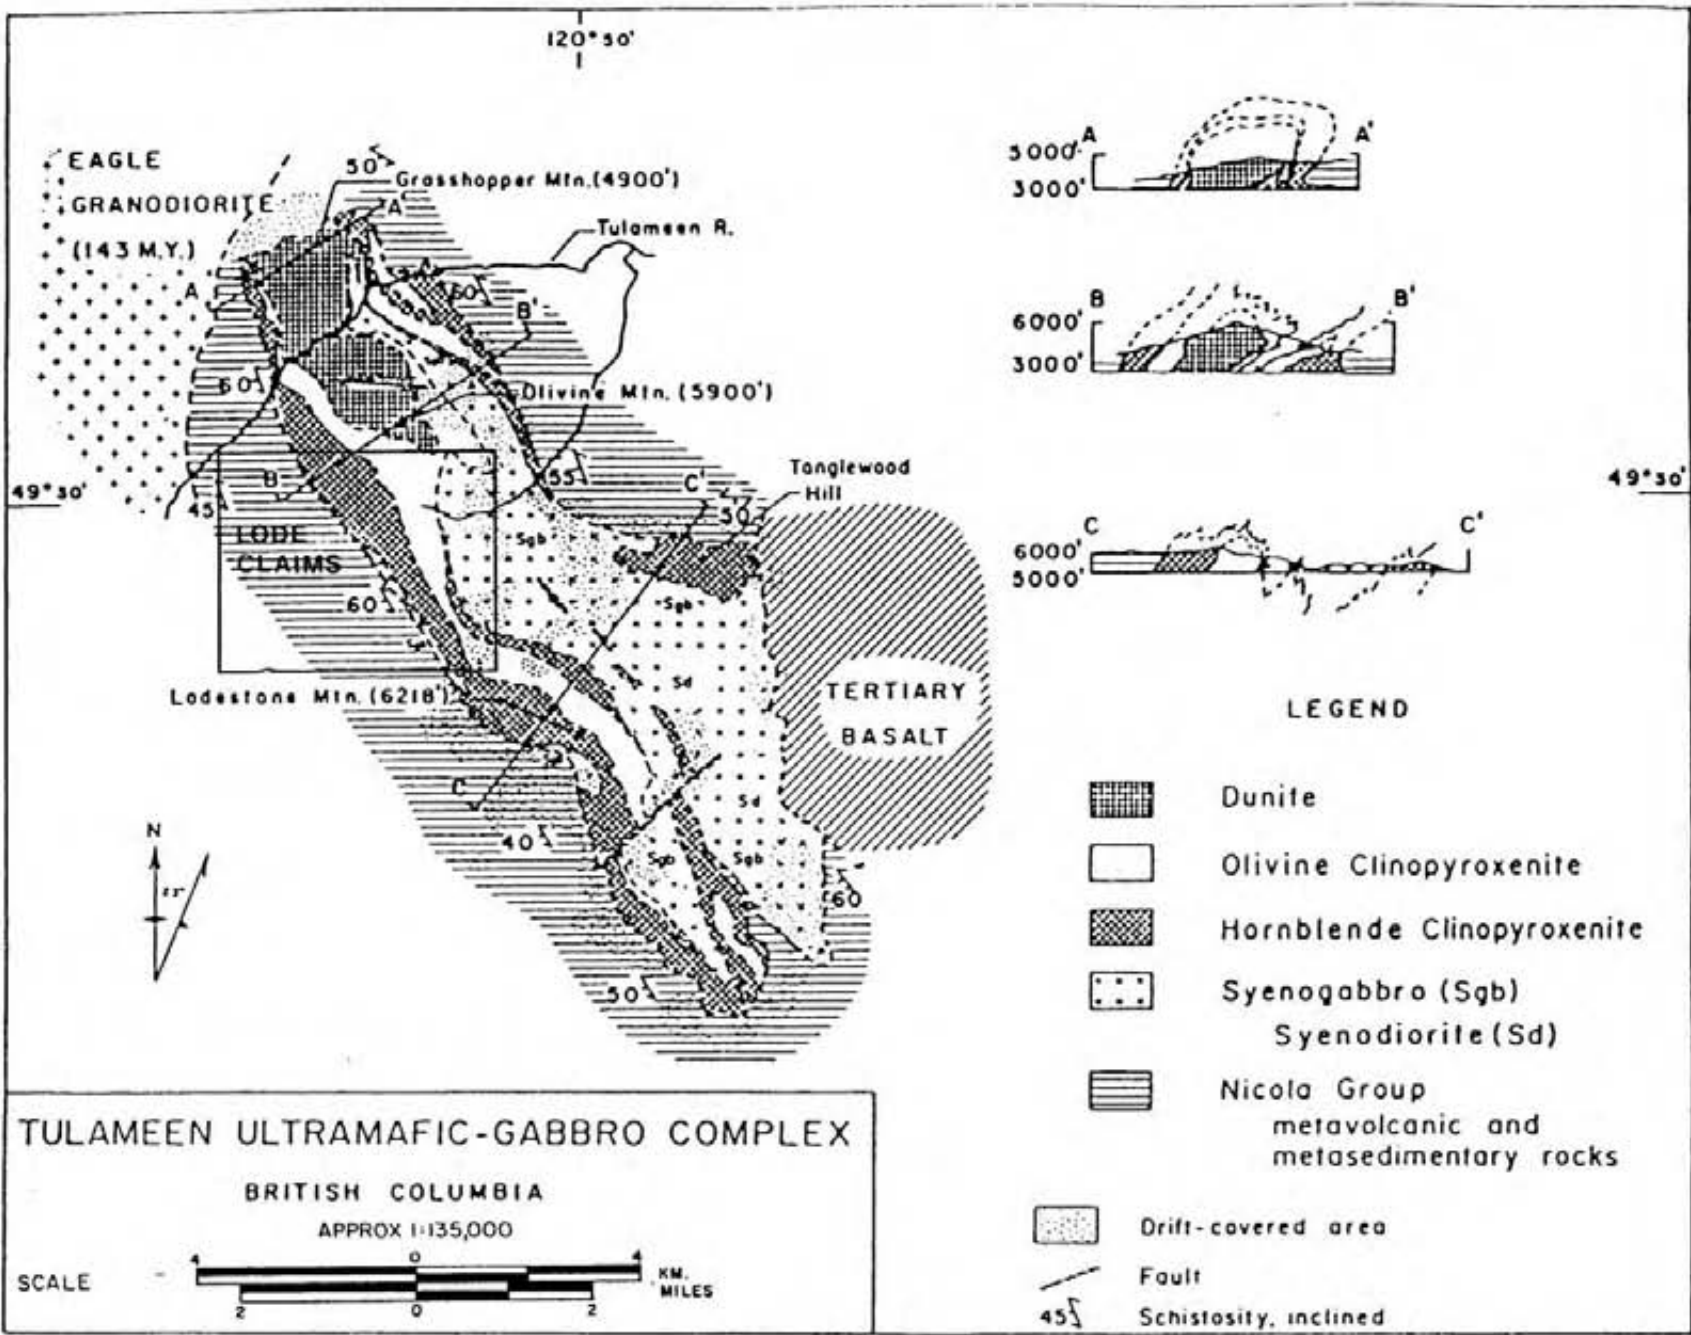 120°50'
EAGLE
GRANODIORITE
(143 M.Y.)
50
Grasshopper Mtn.(4900')
A'
Tulameen R.
A
60
B'
60
Olivine Mtn. (5900')
B
55
45
49°30'
49°30'
C'
50
Tanglewood
Hill
LODE
CLAIMS
Sgb
60
Sgb
Sd
Lodestone Mtn. (6218')
TERTIARY
BASALT
C
Sd
40
Sgb
Sgb
60
50
N
A
A'
5000'
3000'
B
B'
6000'
3000'
C
C'
6000'
5000'
LEGEND
Dunite
Olivine Clinopyroxenite
Hornblende Clinopyroxenite
Syenogabbro (Sgb)
Syenodiorite (Sd)
Nicola Group
metavolcanic and
metasedimentary rocks
Drift-covered area
Fault
45 Schistosity, inclined
TULAMEEN ULTRAMAFIC-GABBRO COMPLEX
BRITISH COLUMBIA
APPROX 1:135,000
4 0 4
SCALE
KM.
MILES
2 0 2